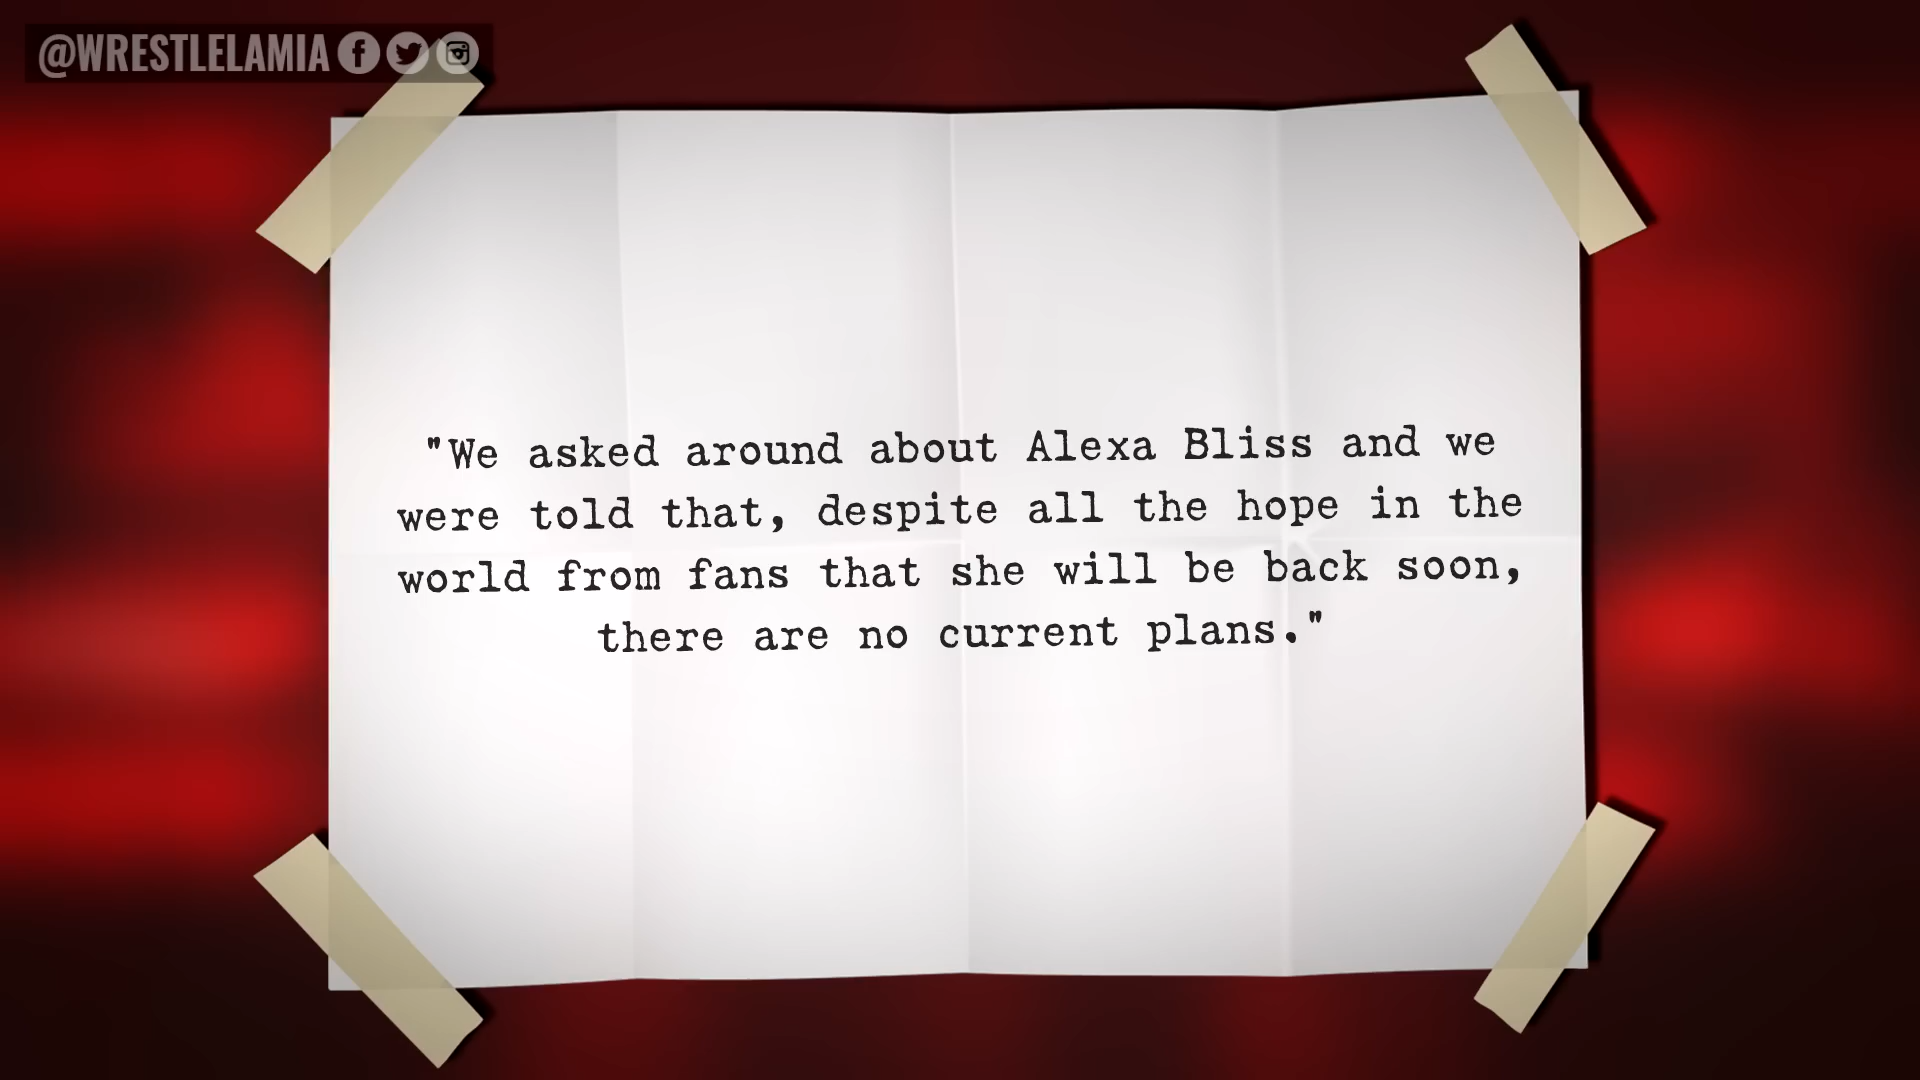 @WRESTLELAMIA
"We asked around about Alexa Bliss and we
were told that, despite all the hope in the
world from fans that she will be back soon,
there are no current plans."